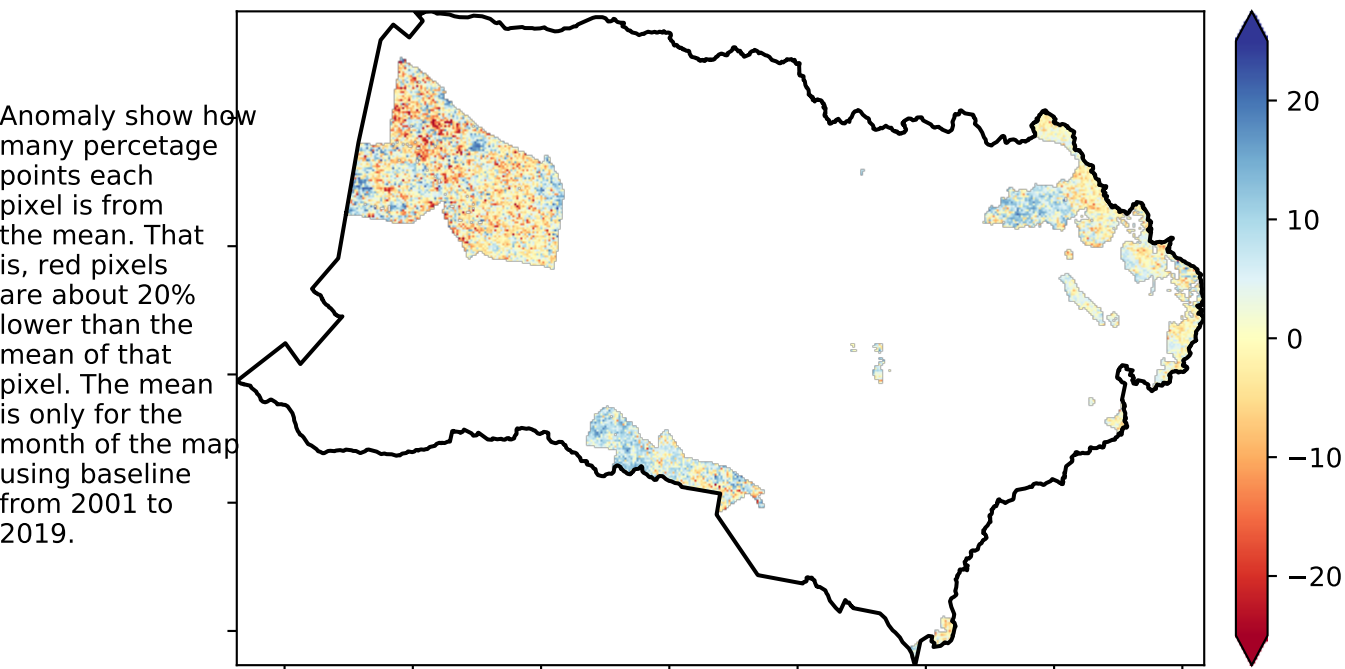 Anomaly show how
many percetage
points each
pixel is from
the mean. That
is, red pixels
are about 20%
lower than the
mean of that
pixel. The mean
is only for the
month of the map
using baseline
from 2001 to
2019.
20
10
0
−10
−20